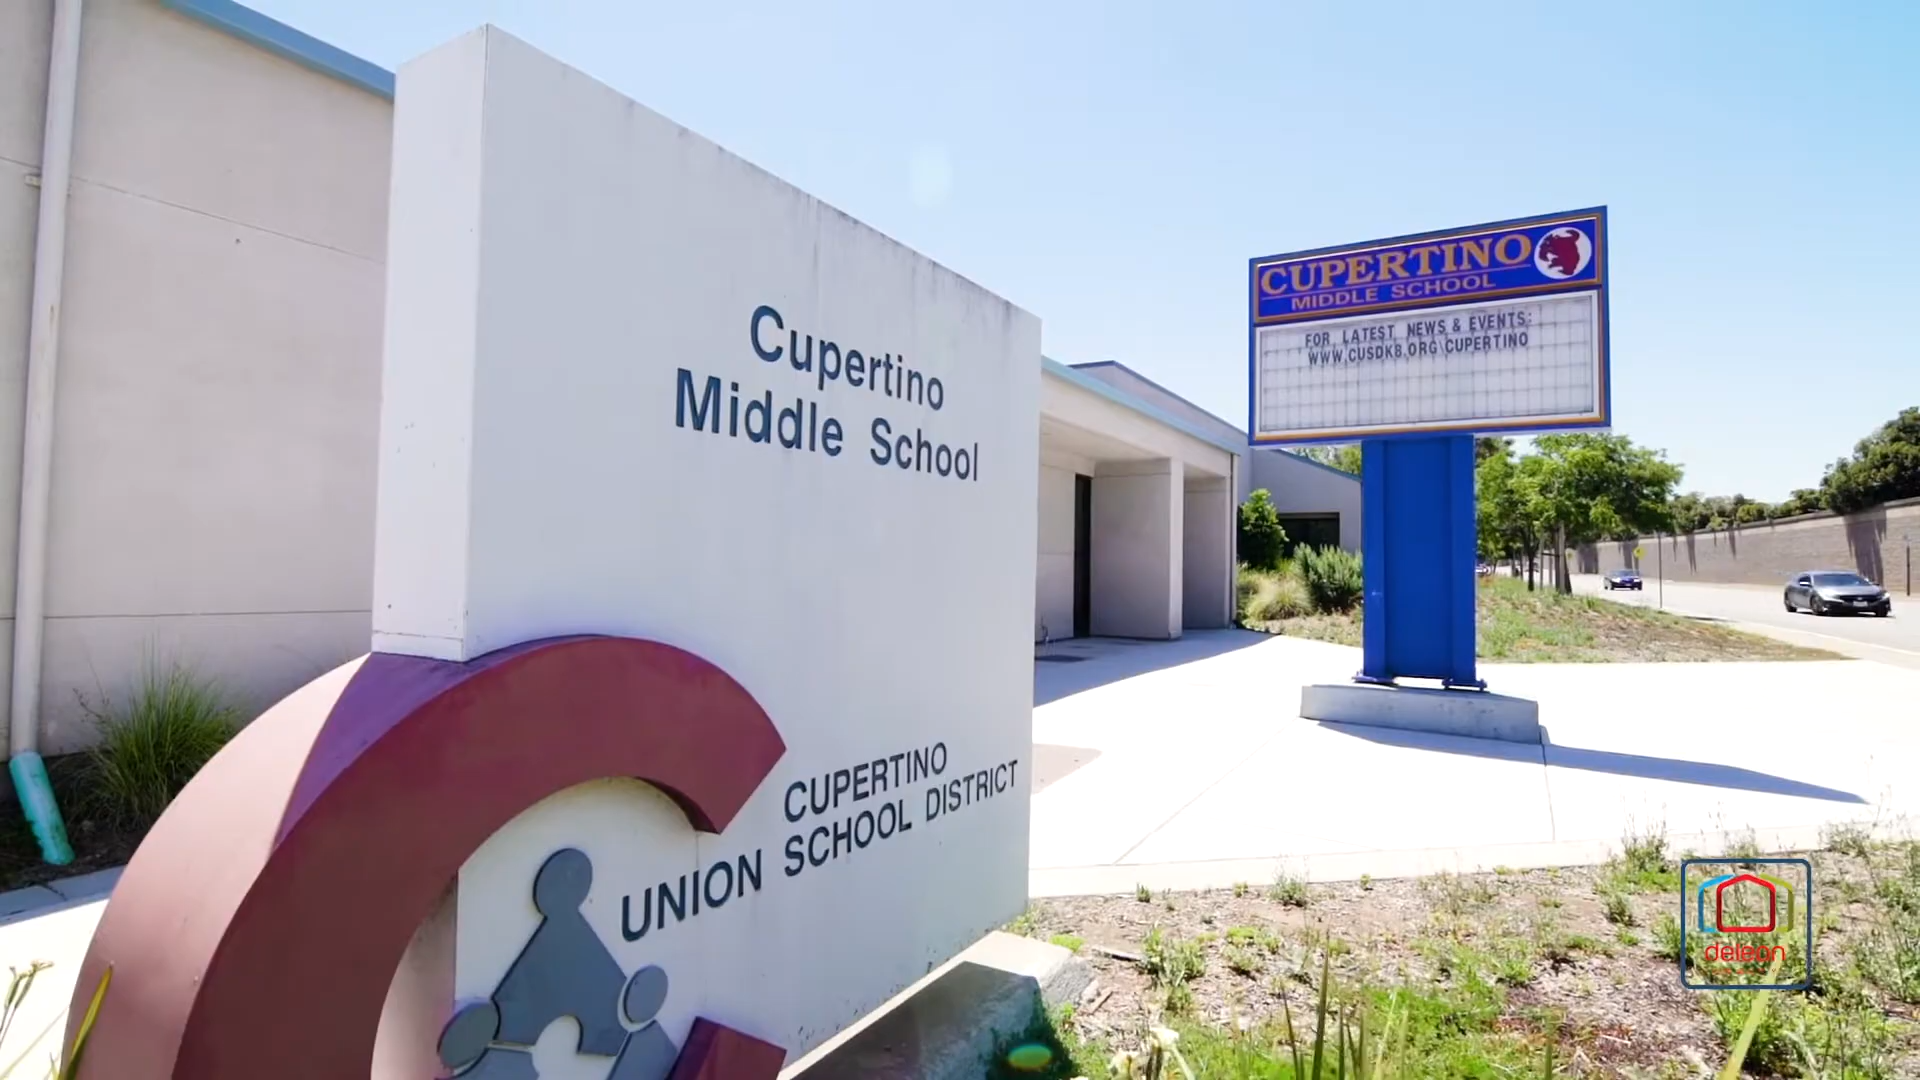 Cupertino
Middle School
CUPERTINO
UNION SCHOOL DISTRICT
CUPERTINO
MIDDLE SCHOOL
FOR LATEST NEWS & EVENTS:
WWW.CUSDK8.ORG\CUPERTINO
deleon